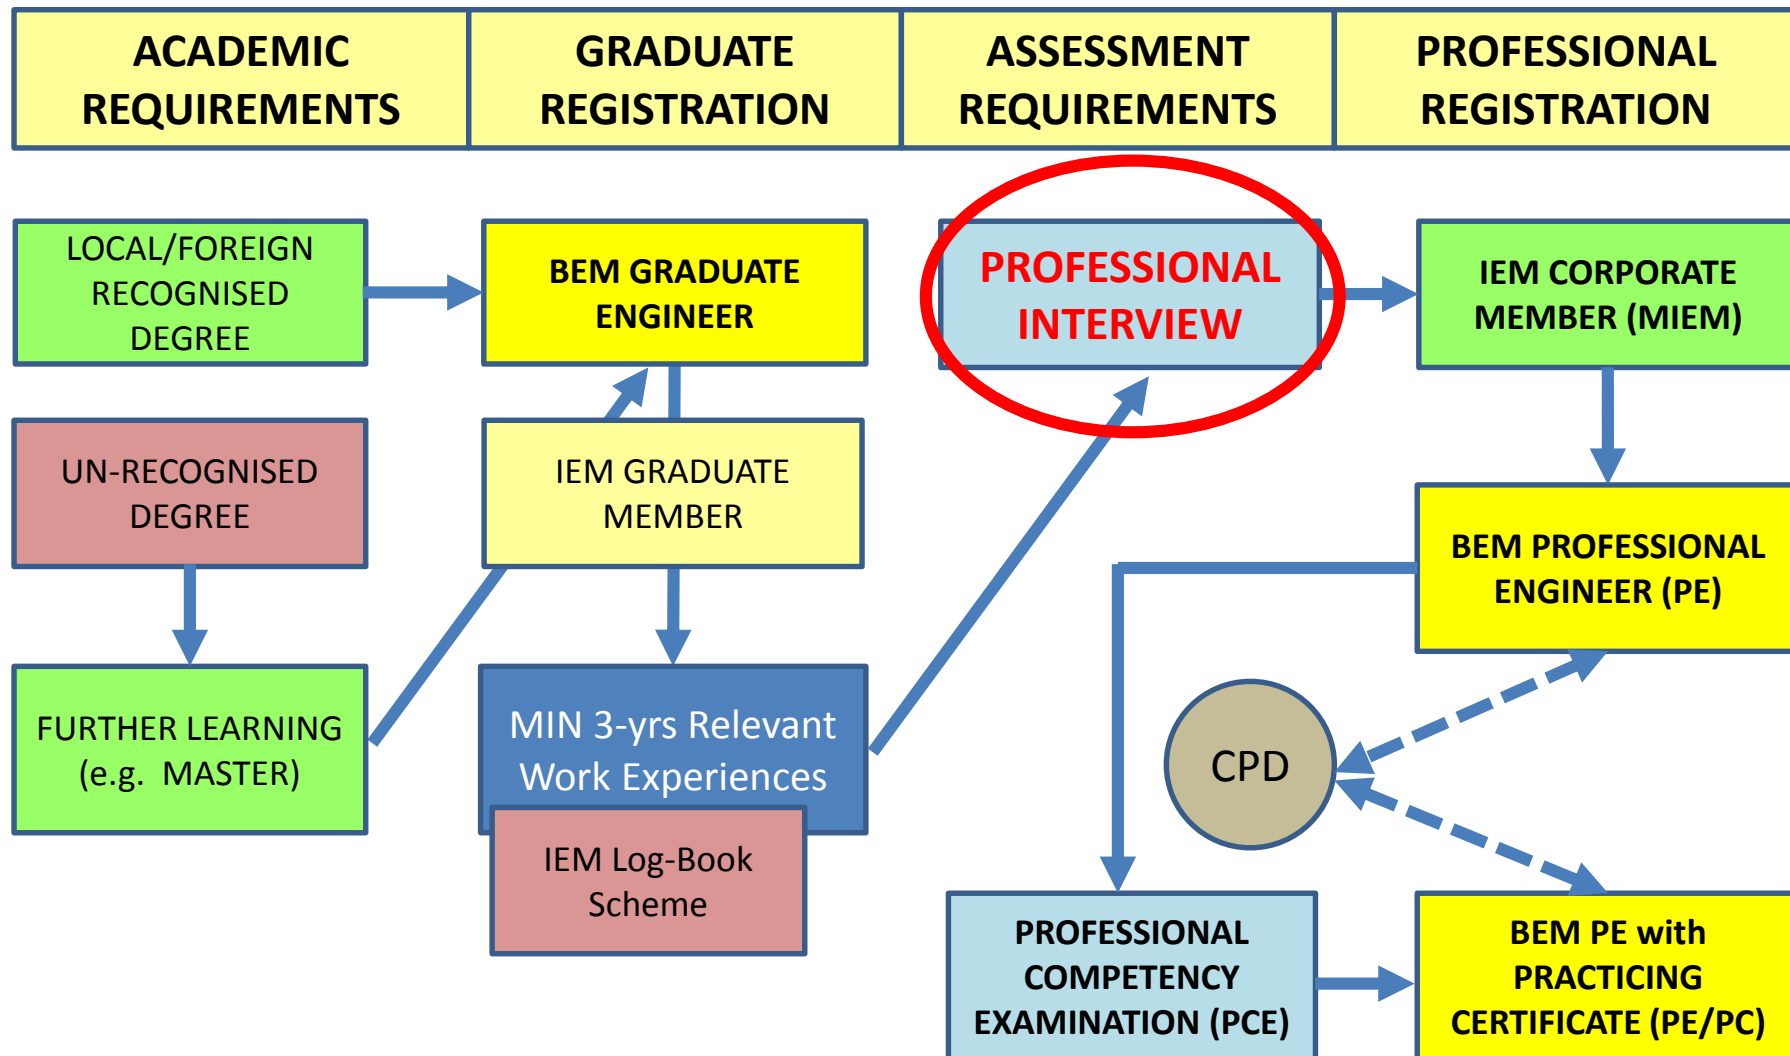 ACADEMIC
REQUIREMENTS
GRADUATE
REGISTRATION
ASSESSMENT
REQUIREMENTS
PROFESSIONAL
REGISTRATION
LOCAL/FOREIGN
RECOGNISED
DEGREE
BEM GRADUATE
ENGINEER
PROFESSIONAL
INTERVIEW
IEM CORPORATE
MEMBER (MIEM)
UN-RECOGNISED
DEGREE
IEM GRADUATE
MEMBER
BEM PROFESSIONAL
ENGINEER (PE)
FURTHER LEARNING
(e.g. MASTER)
MIN 3-yrs Relevant
Work Experiences
CPD
IEM Log-Book
Scheme
PROFESSIONAL
COMPETENCY
EXAMINATION (PCE)
BEM PE with
PRACTICING
CERTIFICATE (PE/PC)